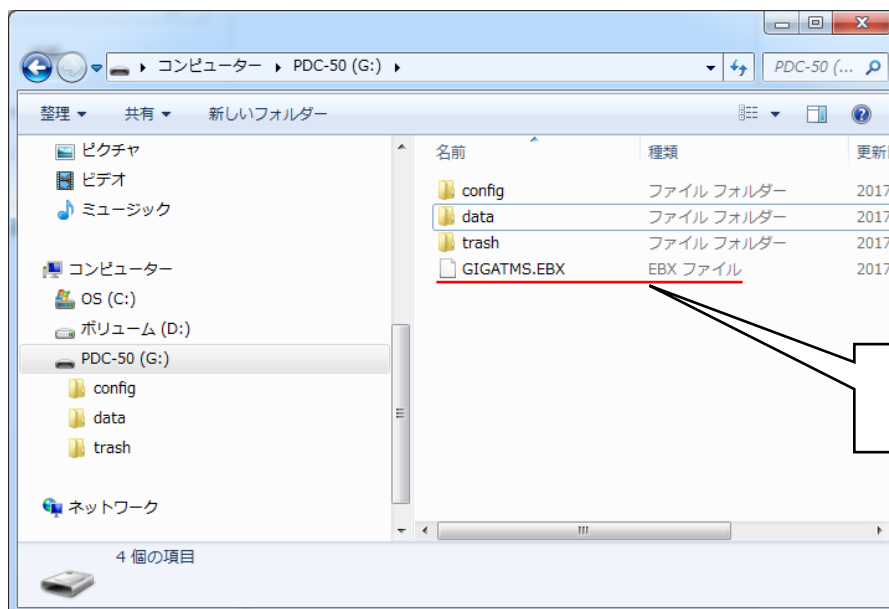 コンピューター ▸ PDC-50 (G:) ▸
PDC-50 (...
整理 共有 新しいフォルダー
ピクチャ
ビデオ
ミュージック
コンピューター
OS (C:)
ボリューム (D:)
PDC-50 (G:)
config
data
trash
ネットワーク
名前 種類 更新
config ファイル フォルダー 2017
data ファイル フォルダー 2017
trash ファイル フォルダー 2017
GIGATMS.EBX EBX ファイル 2017
4 個の項目